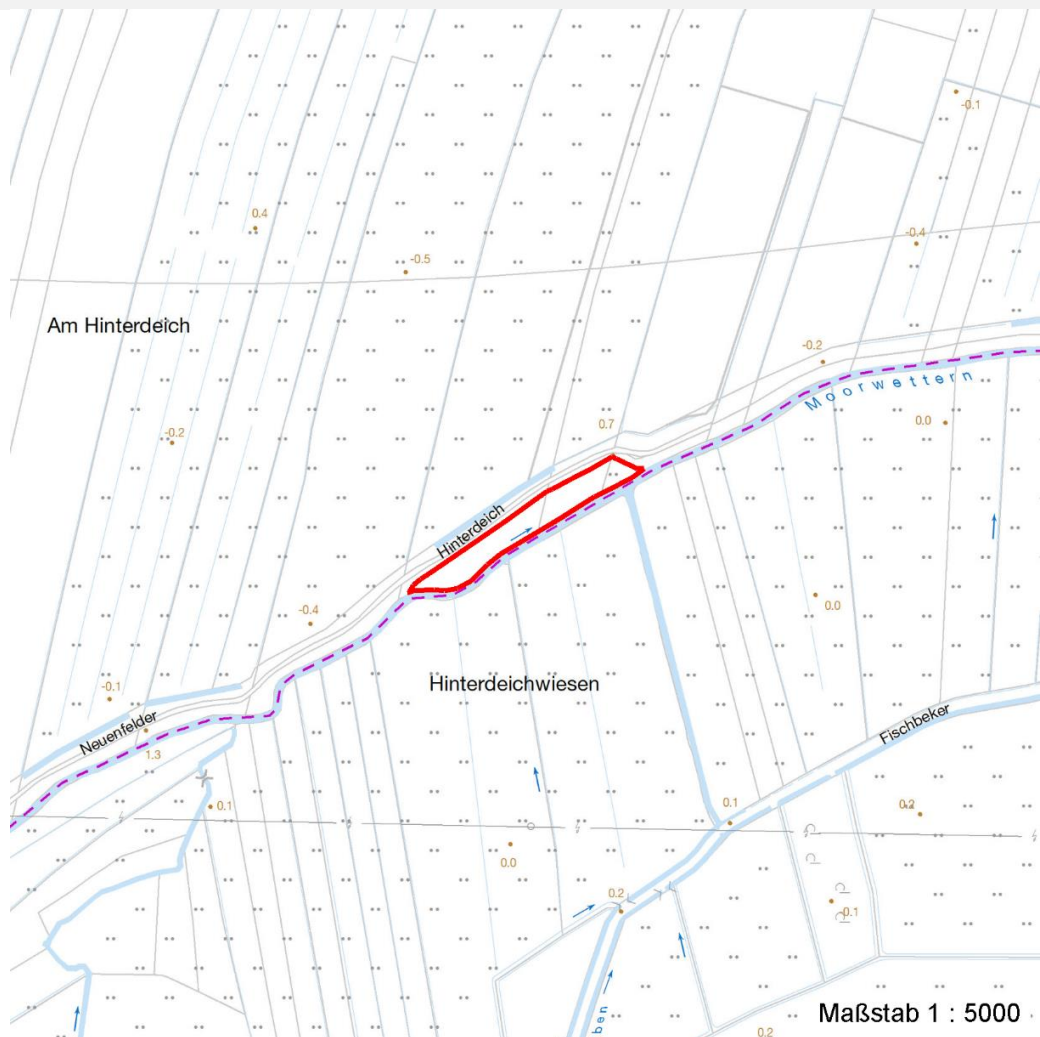 -0.1
0.4
-0.4
-0.5
Am Hinterdeich
-0.2
Moorwettern
0.7
0.0
-0.2
Hinterdeich
0.0
-0.4
Hinterdeichwiesen
-0.1
Neuenfelder
Fischbeker
1.3
0.1
0.1
0.2
0.0
0.2
-0.1
ben
0.2
Maßstab 1 : 5000